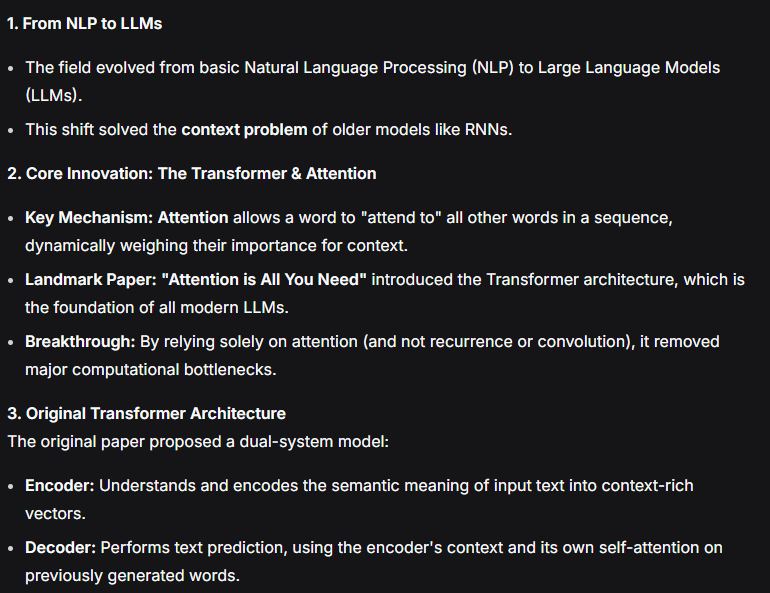 1. From NLP to LLMs
• The field evolved from basic Natural Language Processing (NLP) to Large Language Models
(LLMs).
• This shift solved the context problem of older models like RNNs.
2. Core Innovation: The Transformer & Attention
• Key Mechanism: Attention allows a word to "attend to" all other words in a sequence,
dynamically weighing their importance for context.
• Landmark Paper: "Attention is All You Need" introduced the Transformer architecture, which is
the foundation of all modern LLMs.
• Breakthrough: By relying solely on attention (and not recurrence or convolution), it removed
major computational bottlenecks.
3. Original Transformer Architecture
The original paper proposed a dual-system model:
• Encoder: Understands and encodes the semantic meaning of input text into context-rich
vectors.
• Decoder: Performs text prediction, using the encoder's context and its own self-attention on
previously generated words.